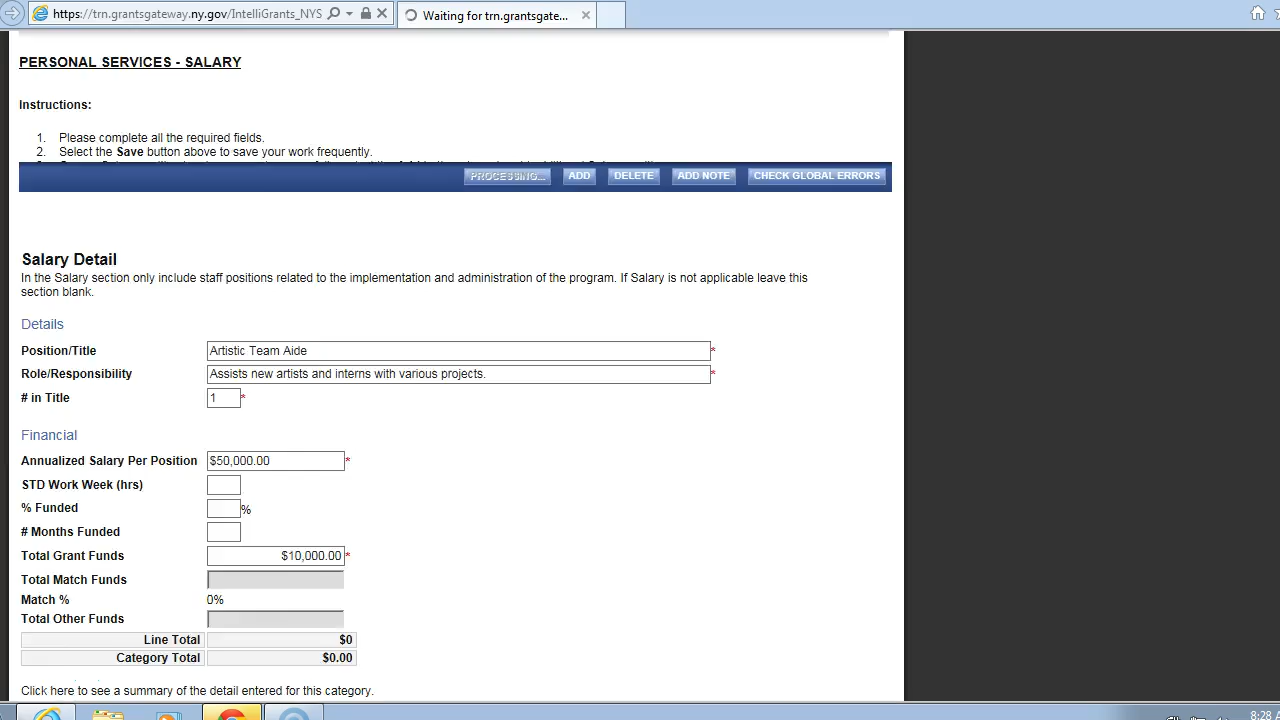 https://trn.grantsgateway.ny.gov/IntelliGrants_NYS
Waiting for trn.grantsgate...
PERSONAL SERVICES - SALARY
Instructions:
1. Please complete all the required fields.
2. Select the Save button above to save your work frequently.
PROCESSING... ADD DELETE ADD NOTE CHECK GLOBAL ERRORS
Salary Detail
In the Salary section only include staff positions related to the implementation and administration of the program. If Salary is not applicable leave this
section blank.
Details
Position/Title Artistic Team Aide *
Role/Responsibility Assists new artists and interns with various projects. *
# in Title 1 *
Financial
Annualized Salary Per Position $50,000.00 *
STD Work Week (hrs)
% Funded %
# Months Funded
Total Grant Funds $10,000.00 *
Total Match Funds
Match % 0%
Total Other Funds
Line Total $0
Category Total $0.00
Click here to see a summary of the detail entered for this category.
8:28